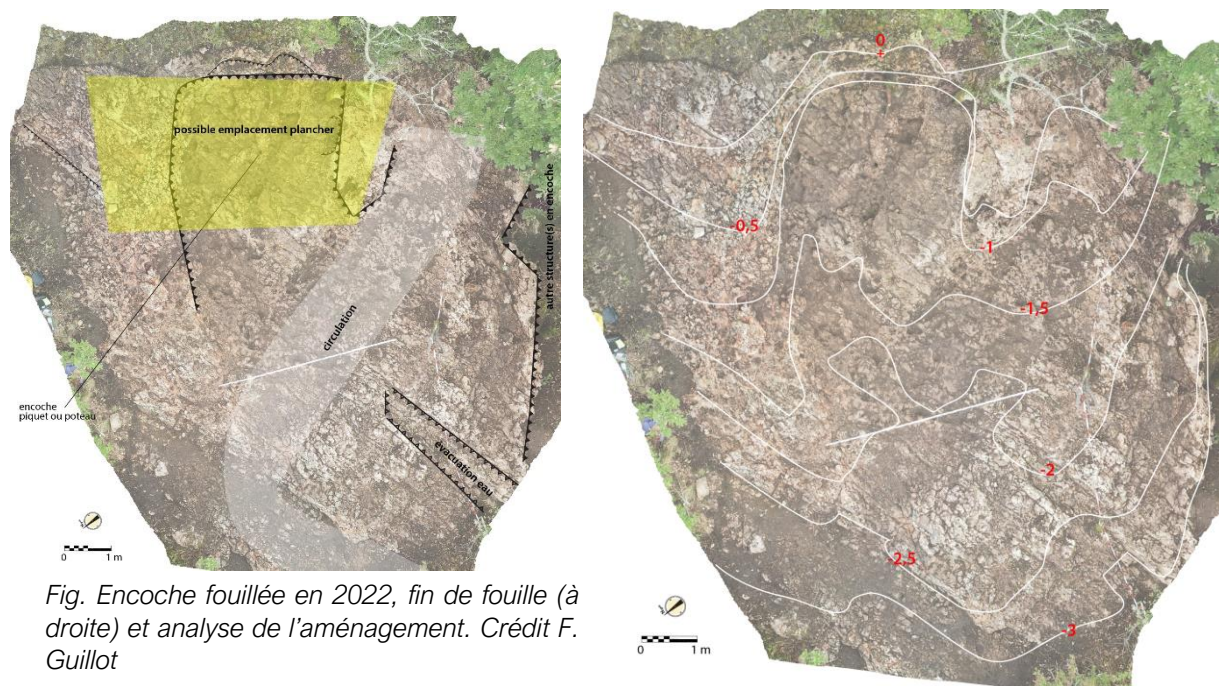 possible emplacement plancher
autre structure(s) en encoche
circulation
encoche
piquet ou poteau
évacuation eau
0 1 m
Fig. Encoche fouillée en 2022, fin de fouille (à
droite) et analyse de l'aménagement. Crédit F.
Guillot
0
-0,5
-1
-1,5
-2
-2,5
-3
0 1 m